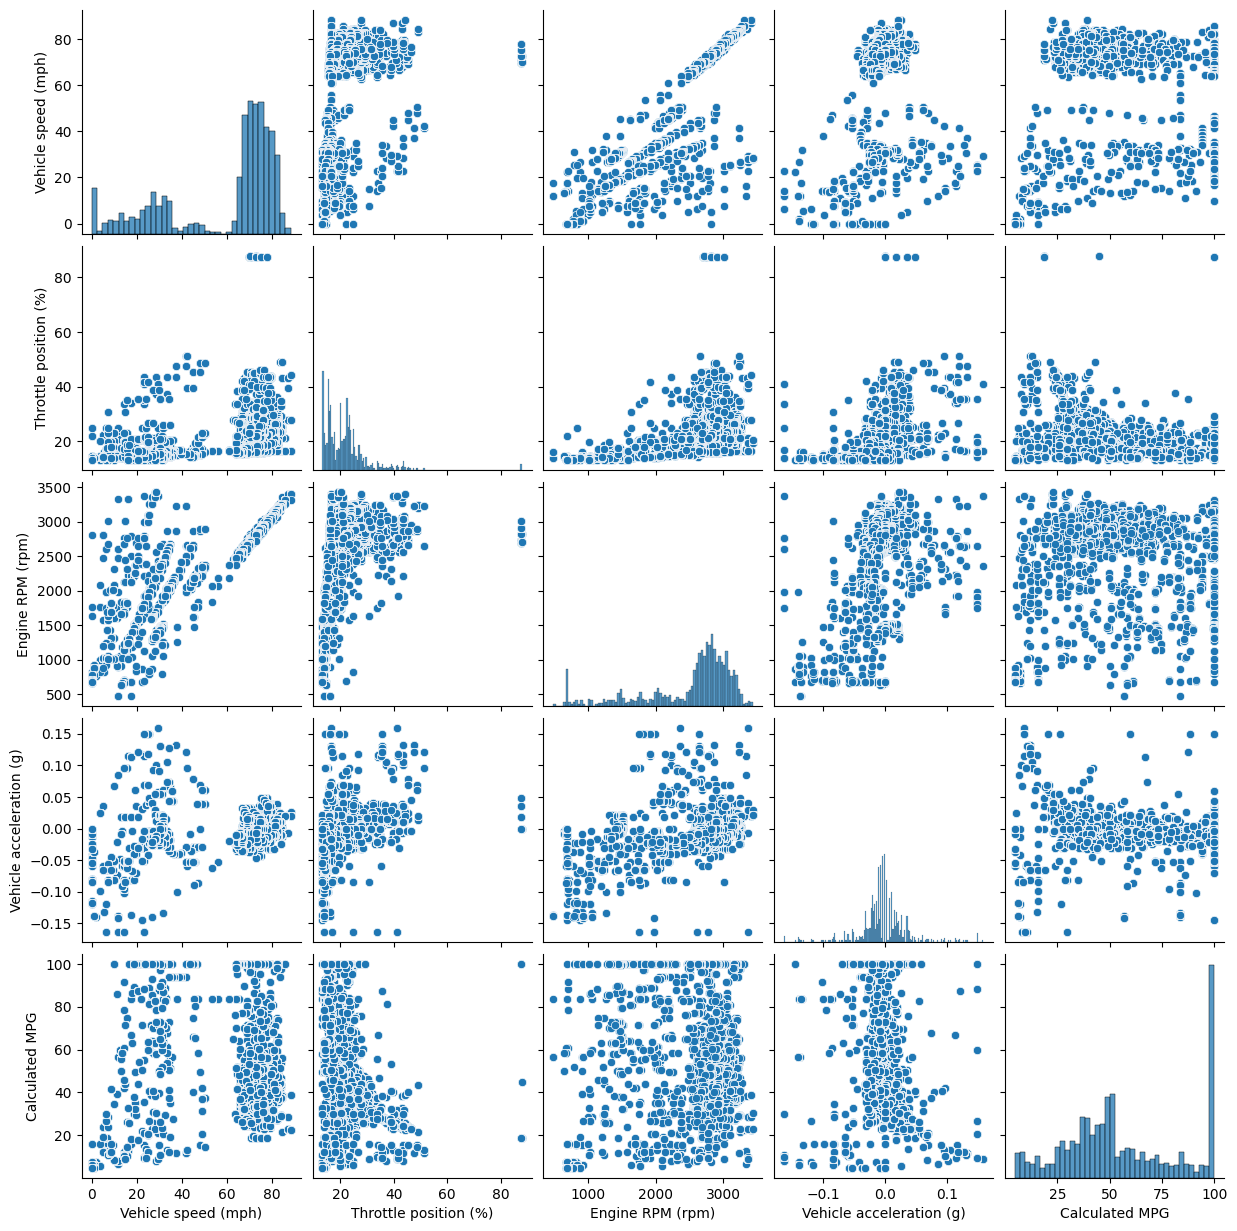 Vehicle speed (mph)
80
60
40
20
0
Throttle position (%)
80
60
40
20
Engine RPM (rpm)
3500
3000
2500
2000
1500
1000
500
Vehicle acceleration (g)
0.15
0.10
0.05
0.00
−0.05
−0.10
−0.15
Calculated MPG
100
80
60
40
20
0 20 40 60 80
20 40 60 80
1000 2000 3000
−0.1 0.0 0.1
25 50 75 100
Vehicle speed (mph)
Throttle position (%)
Engine RPM (rpm)
Vehicle acceleration (g)
Calculated MPG